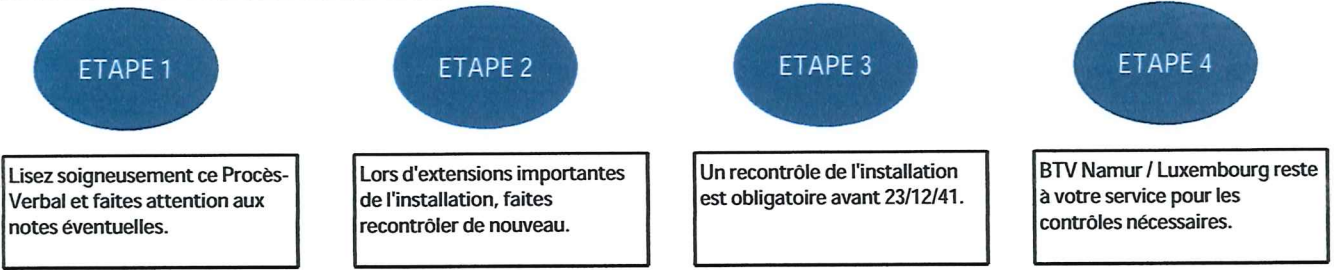 ETAPE 1
Lisez soigneusement ce Procès-
Verbal et faites attention aux
notes éventuelles.
ETAPE 2
Lors d'extensions importantes
de l'installation, faites
recontrôler de nouveau.
ETAPE 3
Un recontrôle de l'installation
est obligatoire avant 23/12/41.
ETAPE 4
BTV Namur / Luxembourg reste
à votre service pour les
contrôles nécessaires.